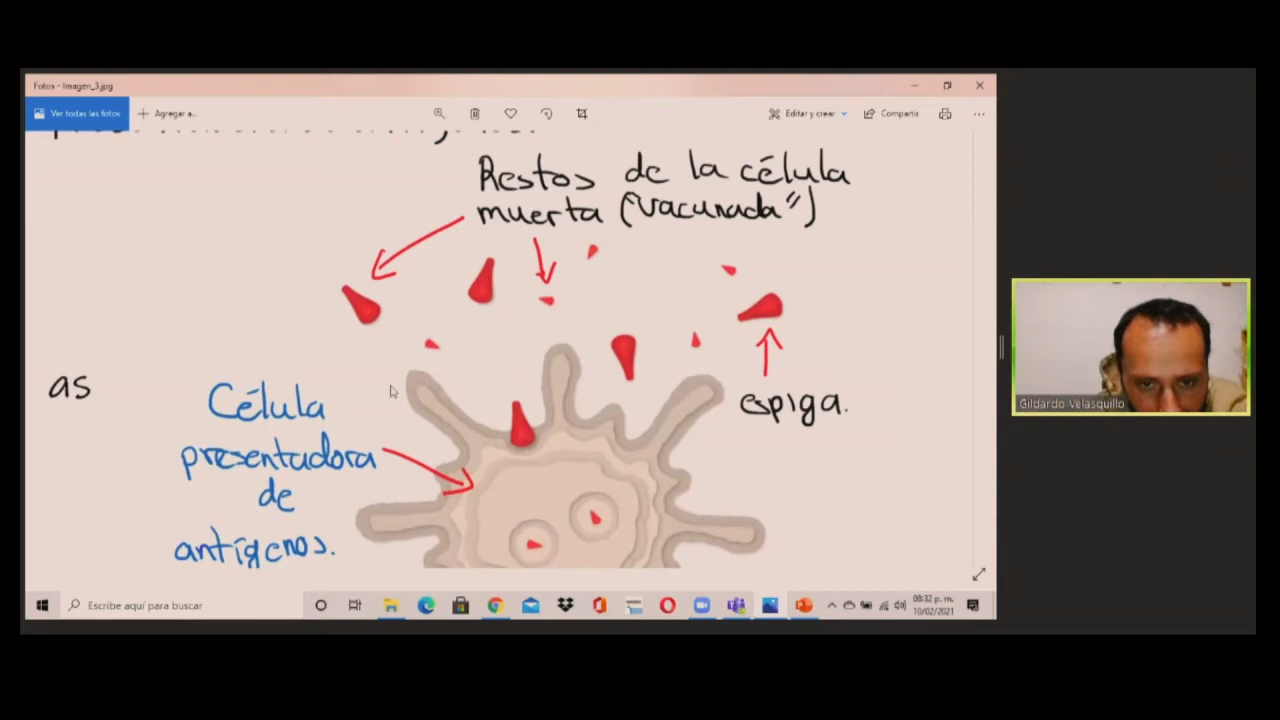 Fotos - Imagen_3.jpg
Ver todas las fotos
Agregar a...
Editar y crear
Compartir
Restos de la célula
muerta ("vacunada")
as
Célula
presentadora
de
antígenos.
espiga.
Gildardo Velasquillo
Escribe aquí para buscar
08:32 p. m.
10/02/2021